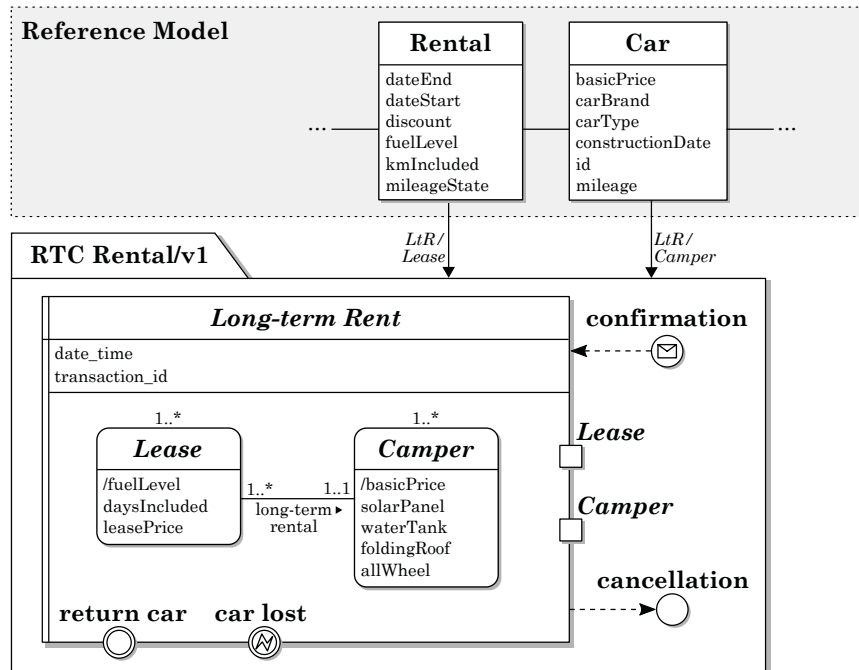 Reference Model
Rental
dateEnd
dateStart
discount
fuelLevel
kmIncluded
mileageState
Car
basicPrice
carBrand
carType
constructionDate
id
mileage
...
...
LtR/
Lease
LtR/
Camper
RTC Rental/v1
Long-term Rent
date_time
transaction_id
confirmation
1..*
Lease
/fuelLevel
daysIncluded
leasePrice
1..*
1..1
long-term
rental
1..*
Camper
/basicPrice
solarPanel
waterTank
foldingRoof
allWheel
Lease
Camper
cancellation
return car
car lost